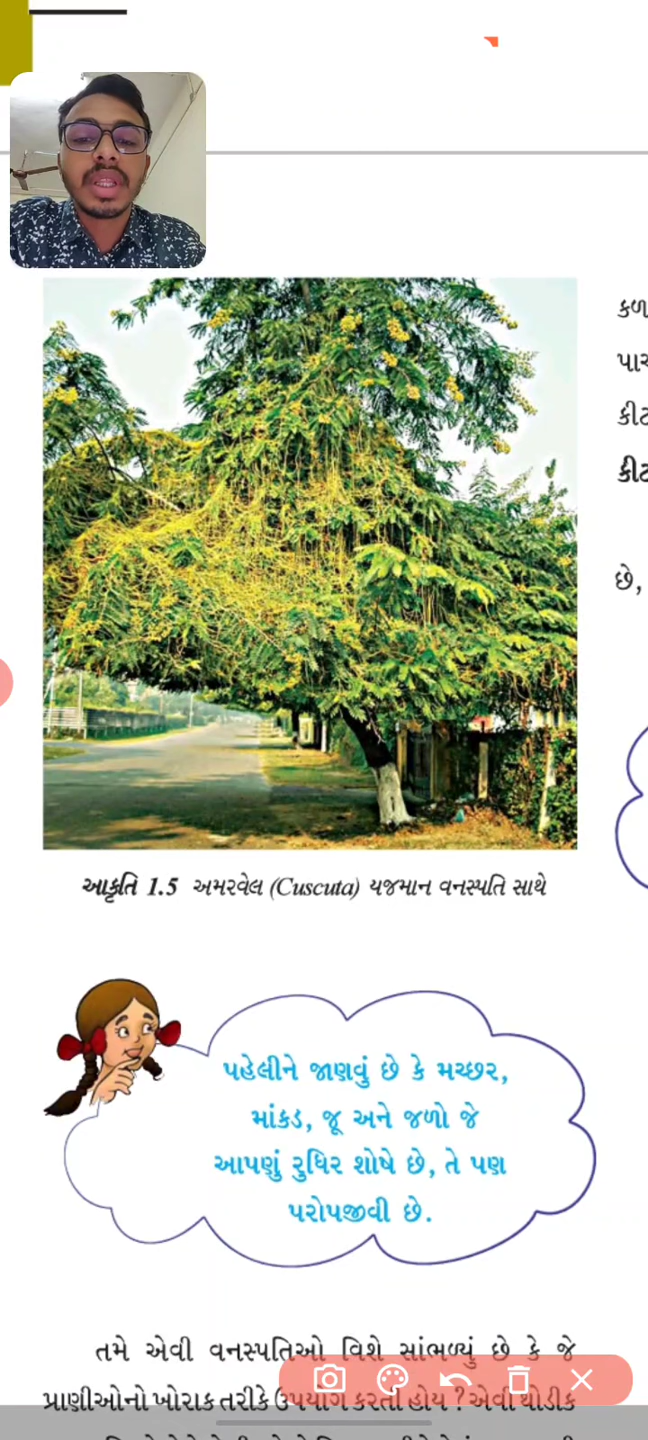 કીટ
કીટ
છે,
આકૃતિ 1.5 અમરવેલ (Cuscuta) યજમાન વનસ્પતિ સાથે
પહેલીને જાણવું છે કે મચ્છર,
માંકડ, જૂ અને જળો જે
આપણું રુધિર શોષે છે, તે પણ
પરોપજીવી છે.
તમે એવી વનસ્પતિઓ વિશે સાંભળ્યું છે કે જે
પ્રાણીઓનો ખોરાક તરીકે ઉપયોગ કરતી હોય ? એવી થોડીક